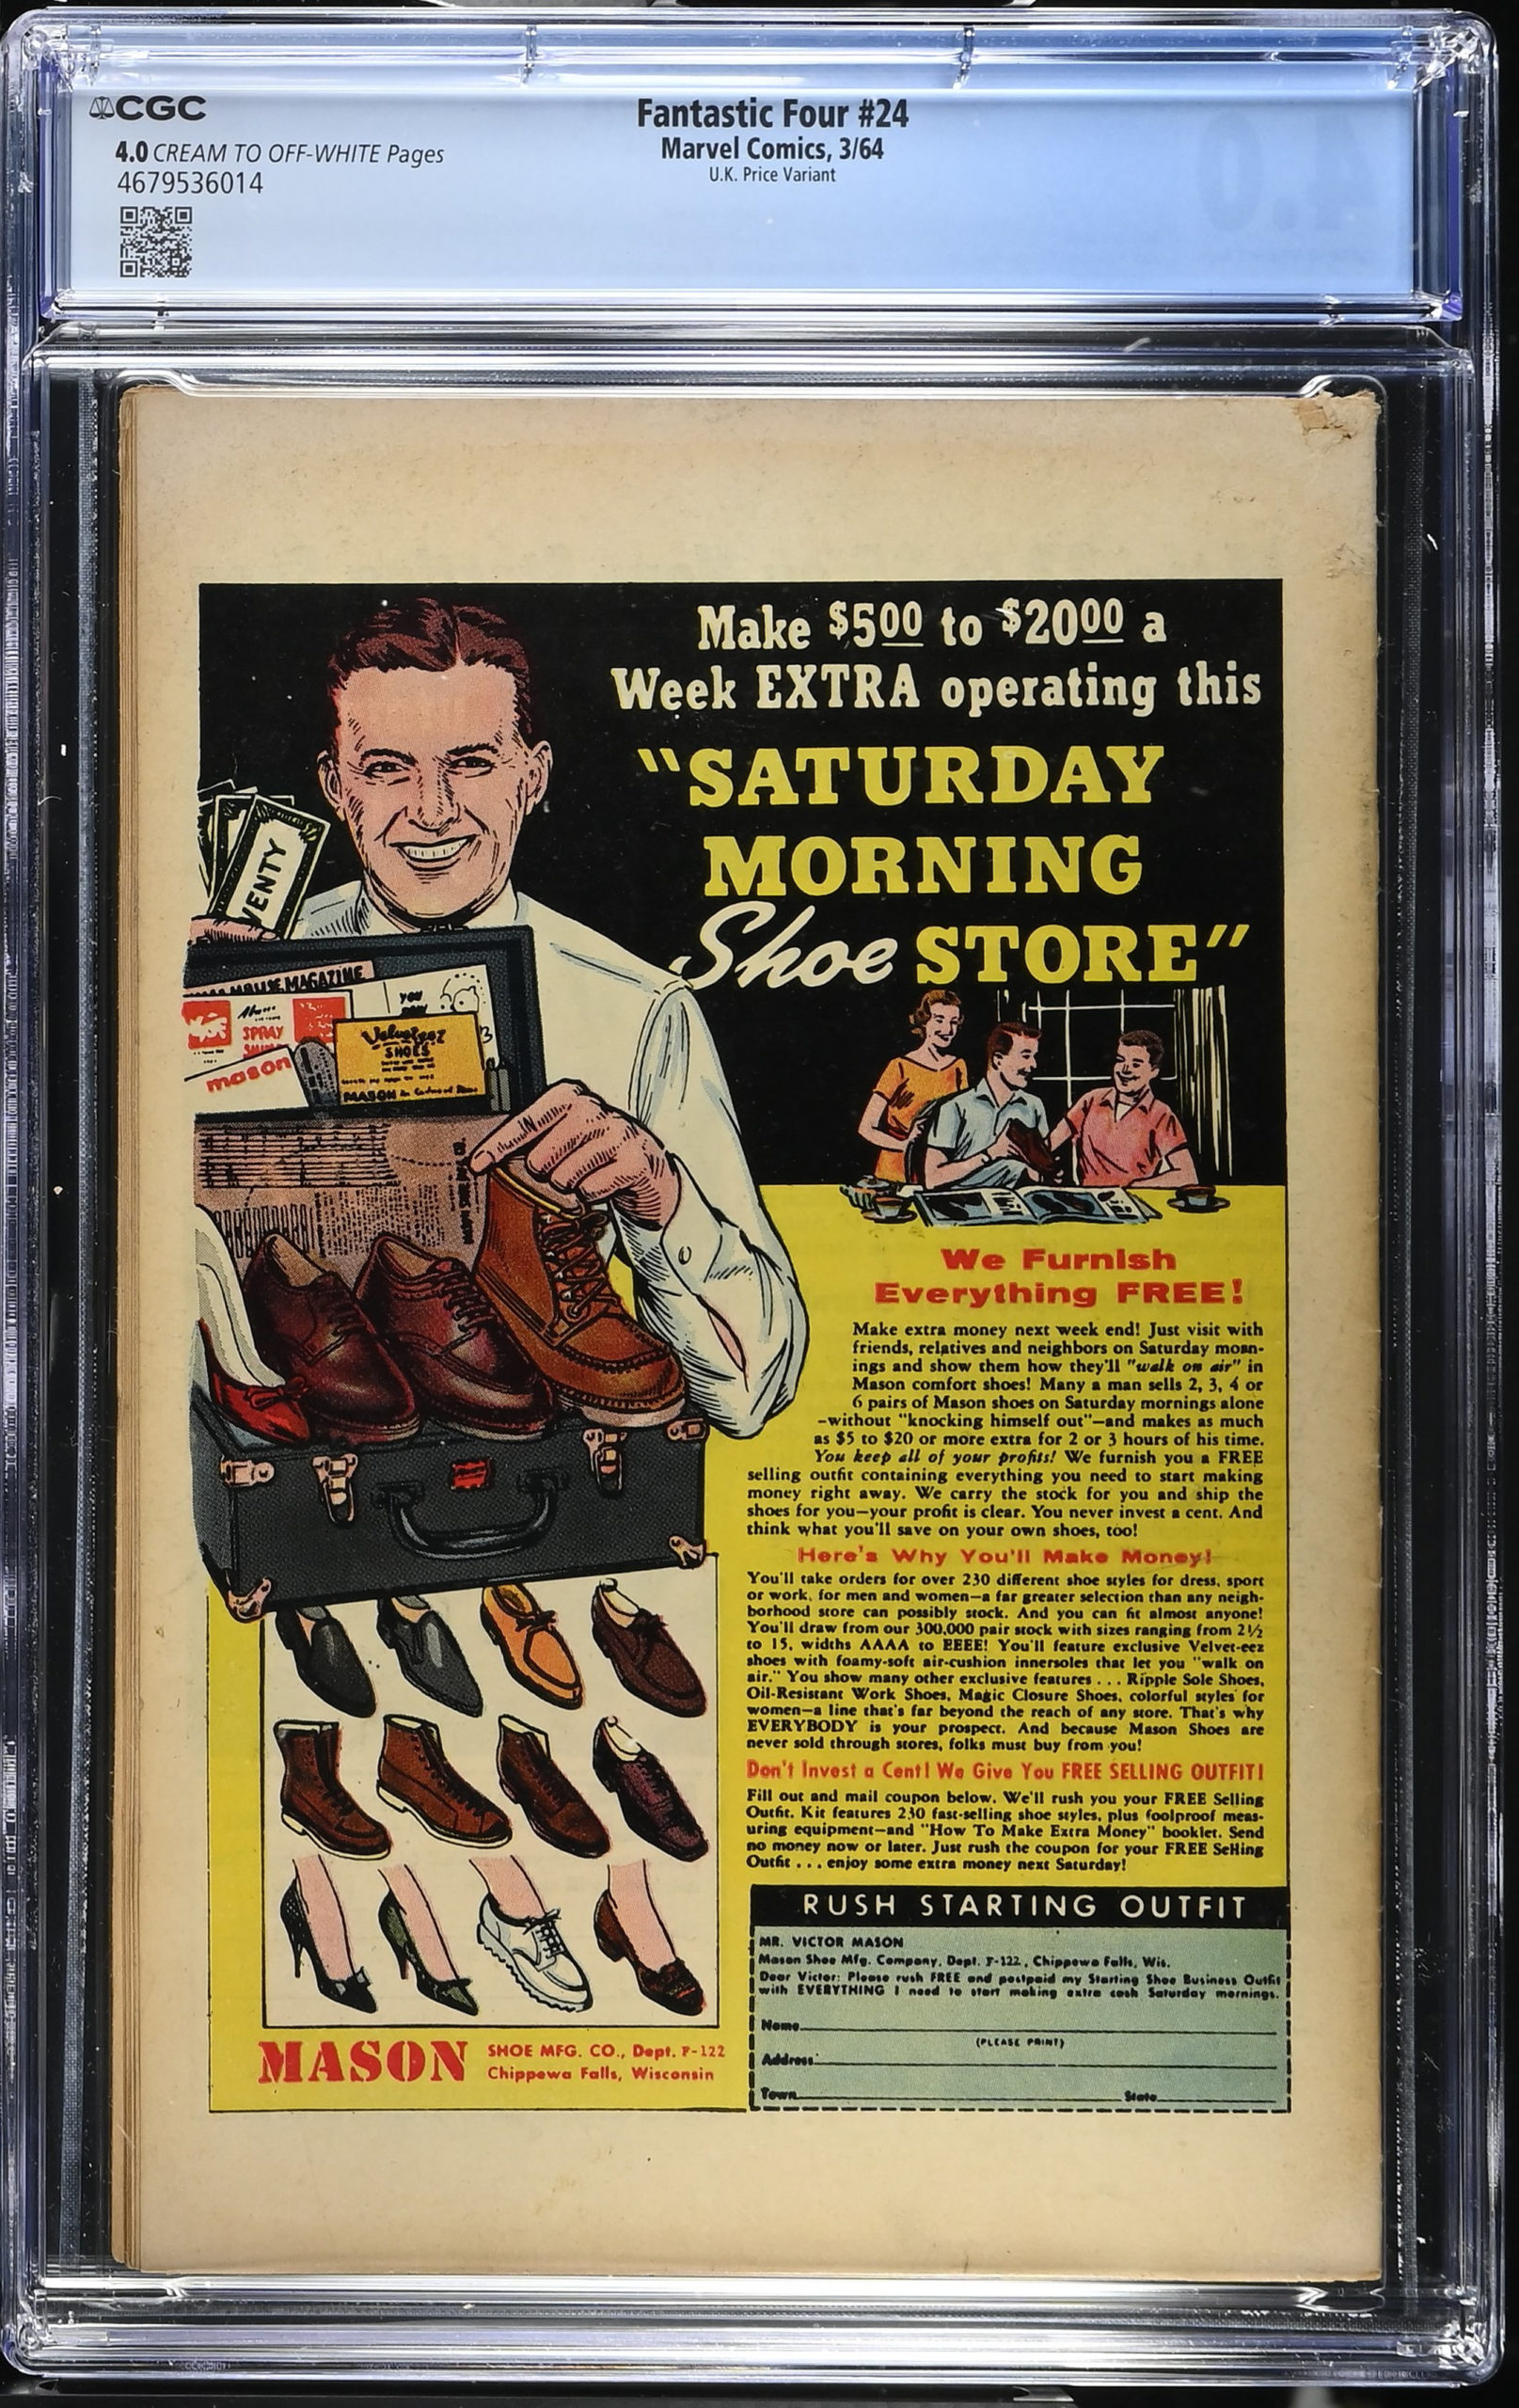 CGC
4.0 CREAM TO OFF-WHITE Pages
4679536014
Fantastic Four #24
Marvel Comics, 3/64
U.K. Price Variant
4.0
Make $500 to $2000 a
Week EXTRA operating this
"SATURDAY
MORNING
Shoe STORE"
VENTY
MAGAZINE
YOU
SPRAY
mason
Velveteez
SHOES
MASON
We Furnish
Everything FREE!
Make extra money next week end! Just visit with
friends, relatives and neighbors on Saturday morn-
ings and show them how they'll "walk on air" in
Mason comfort shoes! Many a man sells 2, 3, 4 or
6 pairs of Mason shoes on Saturday mornings alone
-without "knocking himself out"—and makes as much
as $5 to $20 or more extra for 2 or 3 hours of his time.
You keep all of your profits! We furnish you a FREE
selling outfit containing everything you need to start making
money right away. We carry the stock for you and ship the
shoes for you—your profit is clear. You never invest a cent. And
think what you'll save on your own shoes, too!
Here's Why You'll Make Money!
You'll take orders for over 230 different shoe styles for dress, sport
or work, for men and women—a far greater selection than any neigh-
borhood store can possibly stock. And you can fit almost anyone!
You'll draw from our 300,000 pair stock with sizes ranging from 2½
to 15, widths AAAA to EEEE! You'll feature exclusive Velvet-eez
shoes with foamy-soft air-cushion innersoles that let you "walk on
air." You show many other exclusive features . . . Ripple Sole Shoes,
Oil-Resistant Work Shoes, Magic Closure Shoes, colorful styles for
women—a line that's far beyond the reach of any store. That's why
EVERYBODY is your prospect. And because Mason Shoes are
never sold through stores, folks must buy from you!
Don't Invest a Cent! We Give You FREE SELLING OUTFIT!
Fill out and mail coupon below. We'll rush you your FREE Selling
Outfit. Kit features 230 fast-selling shoe styles, plus foolproof meas-
uring equipment—and "How To Make Extra Money" booklet. Send
no money now or later. Just rush the coupon for your FREE Selling
Outfit . . . enjoy some extra money next Saturday!
MASON SHOE MFG. CO., Dept. F-122
Chippewa Falls, Wisconsin
RUSH STARTING OUTFIT
MR. VICTOR MASON
Mason Shoe Mfg. Company, Dept. F-122, Chippewa Falls, Wis.
Dear Victor: Please rush FREE and postpaid my Starting Shoe Business Outfit
with EVERYTHING I need to start making extra cash Saturday mornings.
Name
(PLEASE PRINT)
Address
Town State